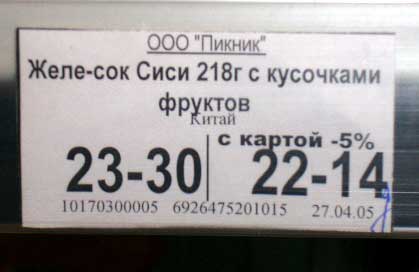 ООО "Пикник"
Желе-сок Сиси 218г с кусочками
фруктов
Китай
с картой -5%
23-30 22-14
10170300005 6926475201015 27.04.05